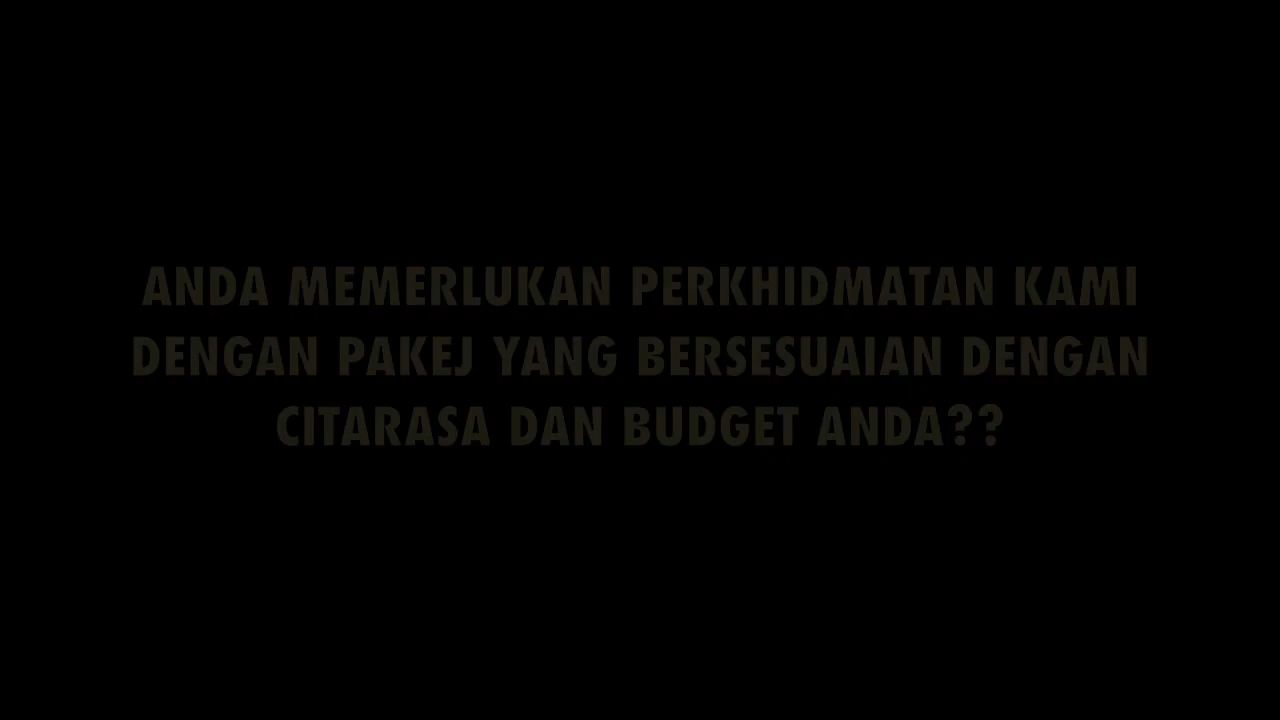 ANDA MEMERLUKAN PERKHIDMATAN KAMI
DENGAN PAKEJ YANG BERSESUAIAN DENGAN
CITARASA DAN BUDGET ANDA??